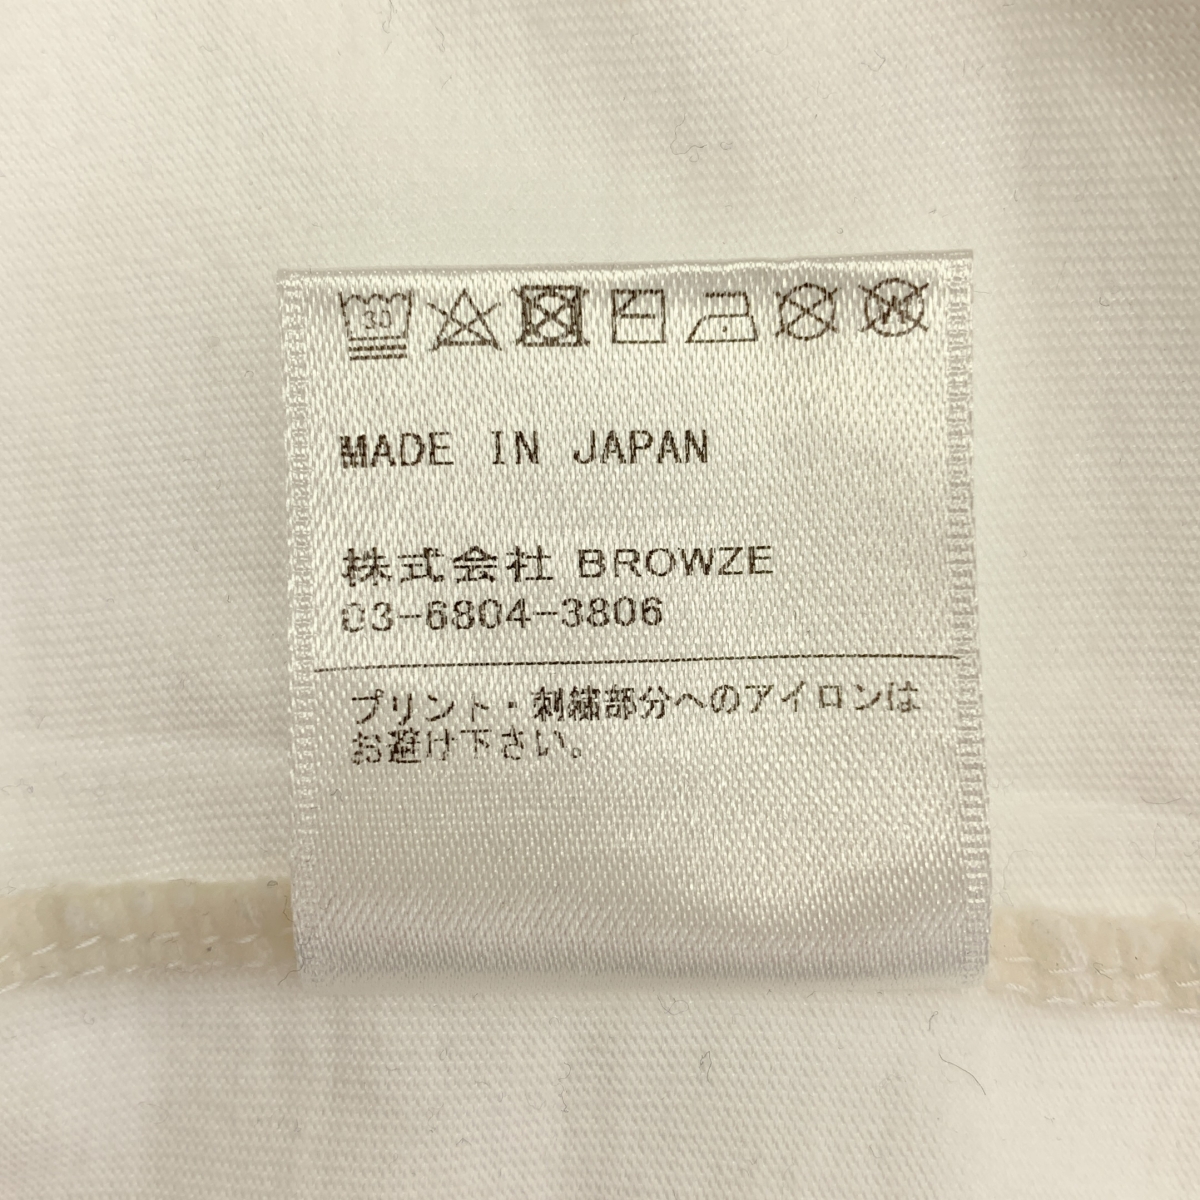 30
MADE IN JAPAN
株式会社 BROWZE
03-6804-3806
プリント・刺繍部分へのアイロンは
お避け下さい。